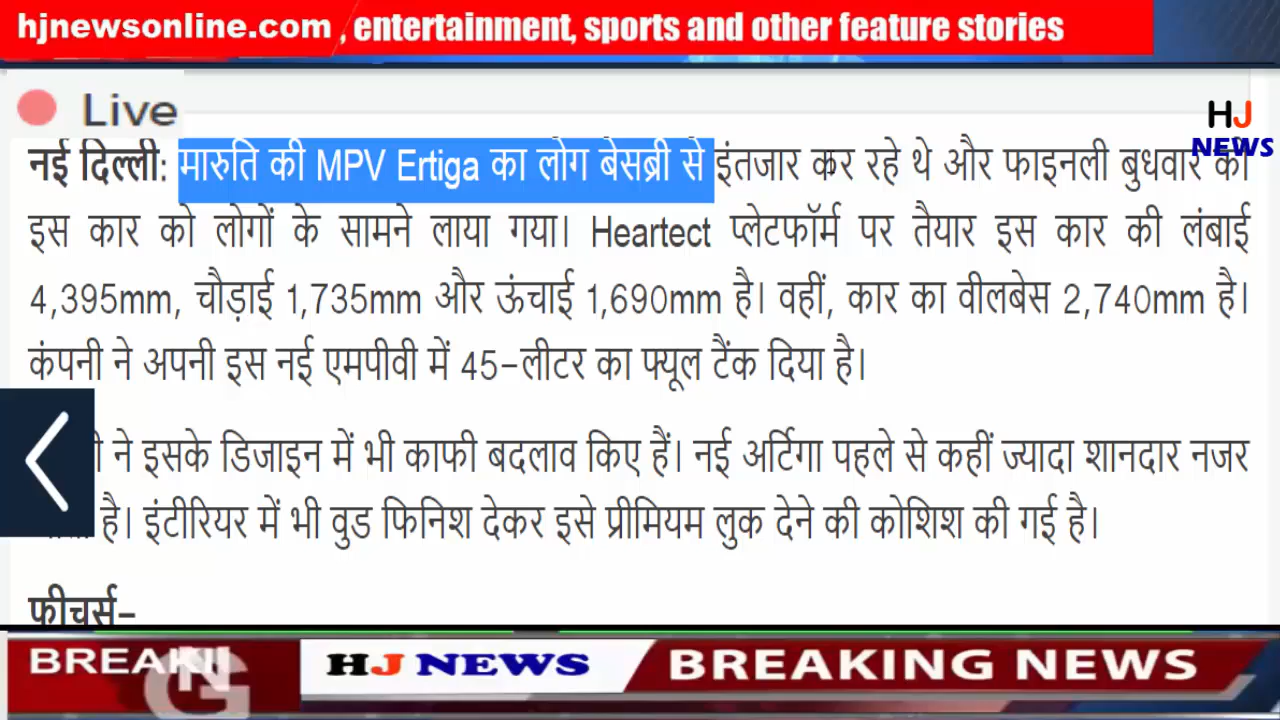 hjnewsonline.com , entertainment, sports and other feature stories
Live
HJ
NEWS
नई दिल्ली: मारुति की MPV Ertiga का लोग बेसब्री से इंतजार कर रहे थे और फाइनली बुधवार को
इस कार को लोगों के सामने लाया गया। Heartect प्लेटफॉर्म पर तैयार इस कार की लंबाई
4,395mm, चौड़ाई 1,735mm और ऊंचाई 1,690mm है। वहीं, कार का वीलबेस 2,740mm है।
कंपनी ने अपनी इस नई एमपीवी में 45-लीटर का फ्यूल टैंक दिया है।
ने इसके डिजाइन में भी काफी बदलाव किए हैं। नई अर्टिगा पहले से कहीं ज्यादा शानदार नजर
है। इंटीरियर में भी वुड फिनिश देकर इसे प्रीमियम लुक देने की कोशिश की गई है।
फीचर्स-
HJ NEWS BREAKING NEWS